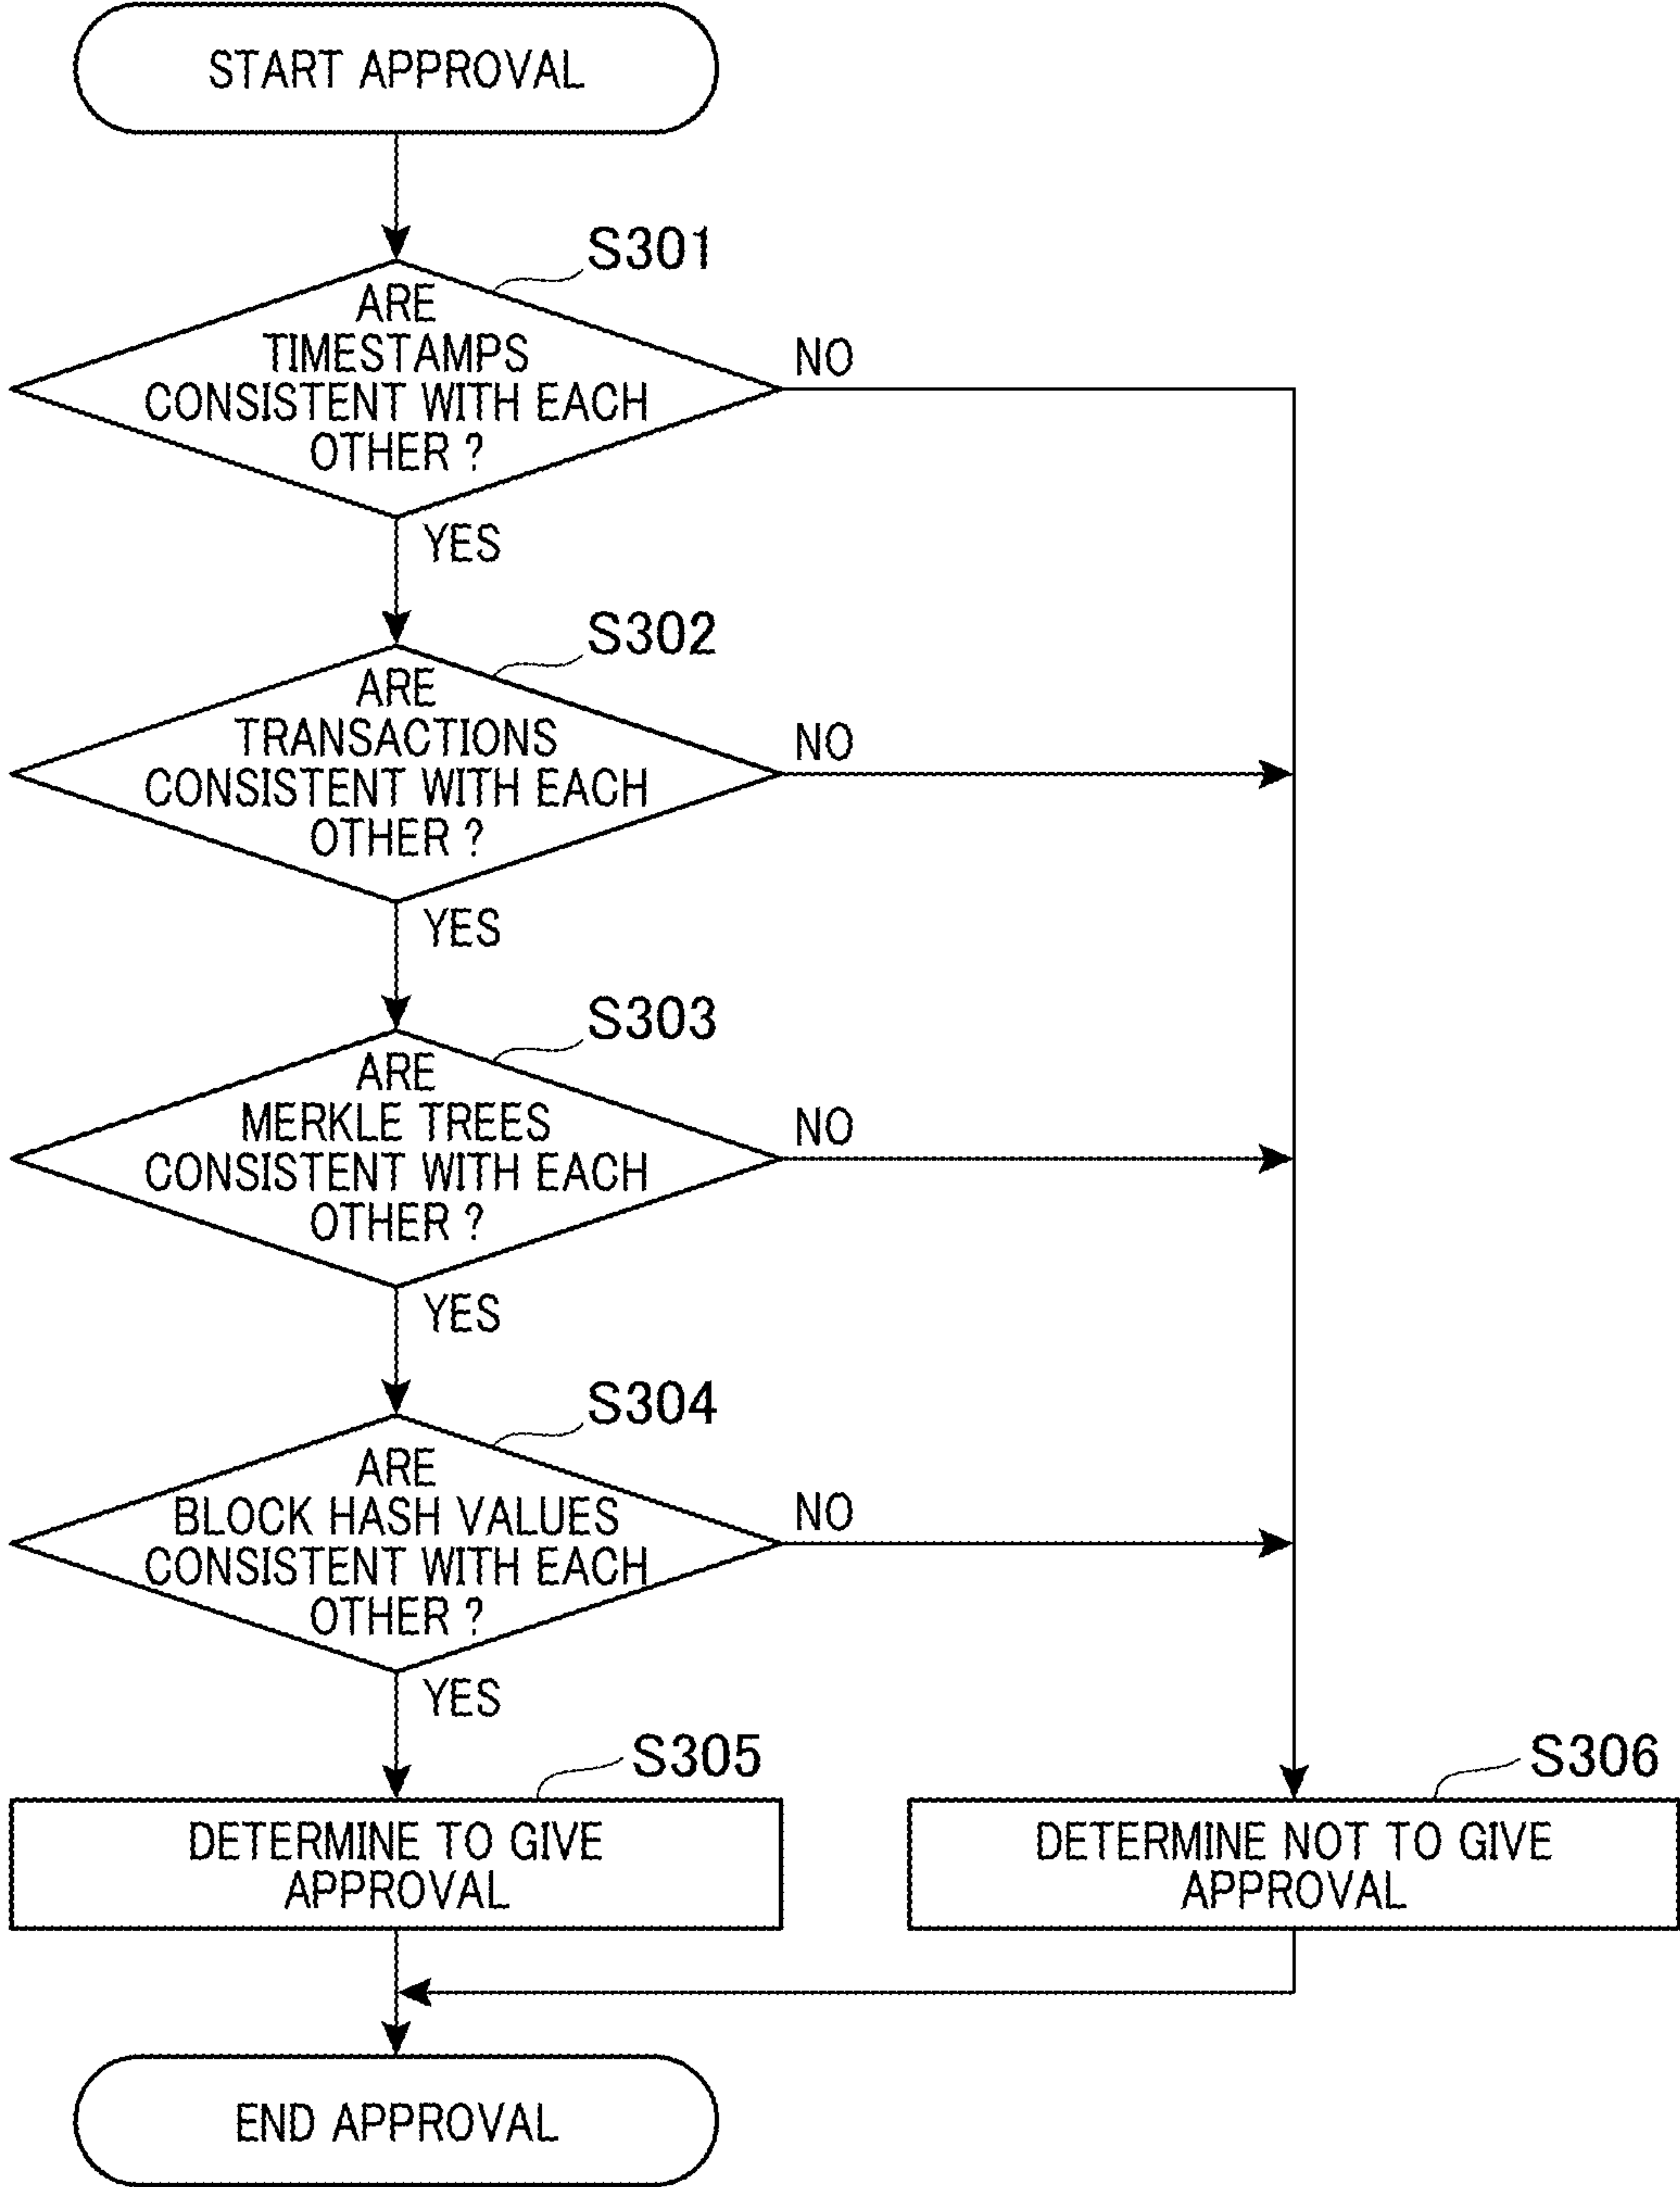 START APPROVAL
S301
ARE
TIMESTAMPS
CONSISTENT WITH EACH
OTHER ?
NO
YES
S302
ARE
TRANSACTIONS
CONSISTENT WITH EACH
OTHER ?
NO
YES
S303
ARE
MERKLE TREES
CONSISTENT WITH EACH
OTHER ?
NO
YES
S304
ARE
BLOCK HASH VALUES
CONSISTENT WITH EACH
OTHER ?
NO
YES
S305
DETERMINE TO GIVE
APPROVAL
S306
DETERMINE NOT TO GIVE
APPROVAL
END APPROVAL